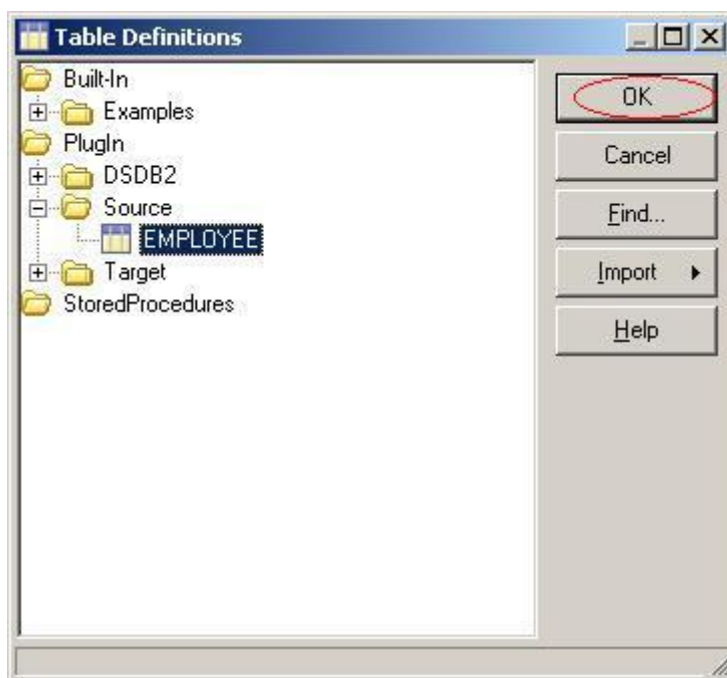 Table Definitions
Built-In
Examples
PlugIn
DSDB2
Source
EMPLOYEE
Target
StoredProcedures
OK
Cancel
Find...
Import
Help